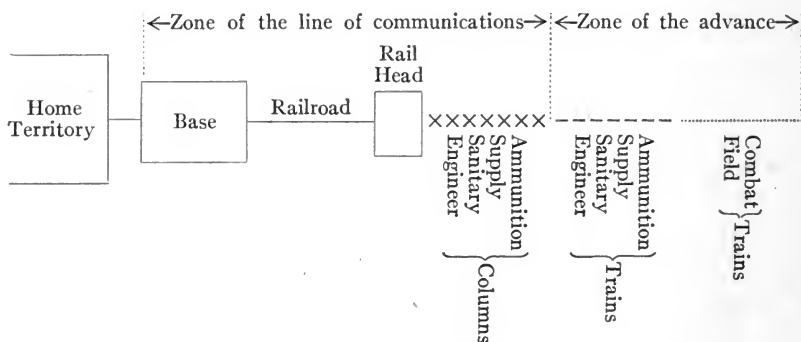 ←Zone of the line of communications→
←Zone of the advance→
Rail
Head
Home
Territory
Base
Railroad
××××××××
Ammunition
Supply
Sanitary
Engineer
Columns
Ammunition
Supply
Sanitary
Engineer
Trains
Combat
Field
Trains